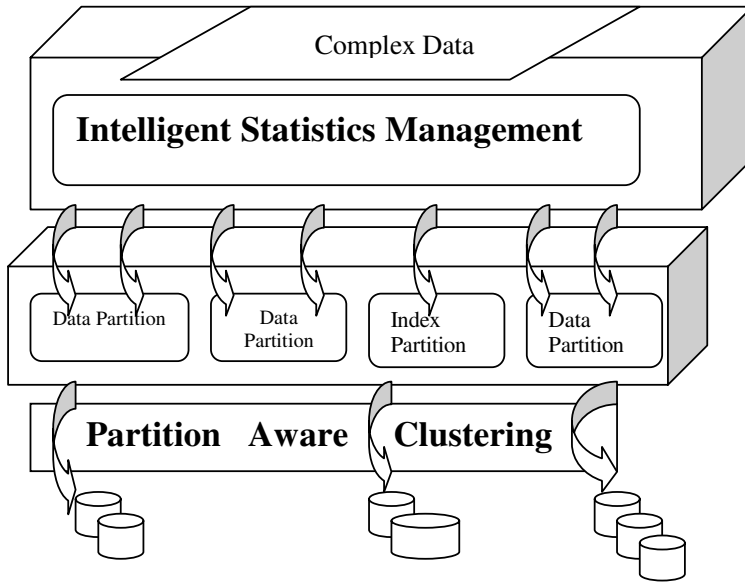 Complex Data
Intelligent Statistics Management
Data Partition
Data
Partition
Index
Partition
Data
Partition
Partition Aware Clustering